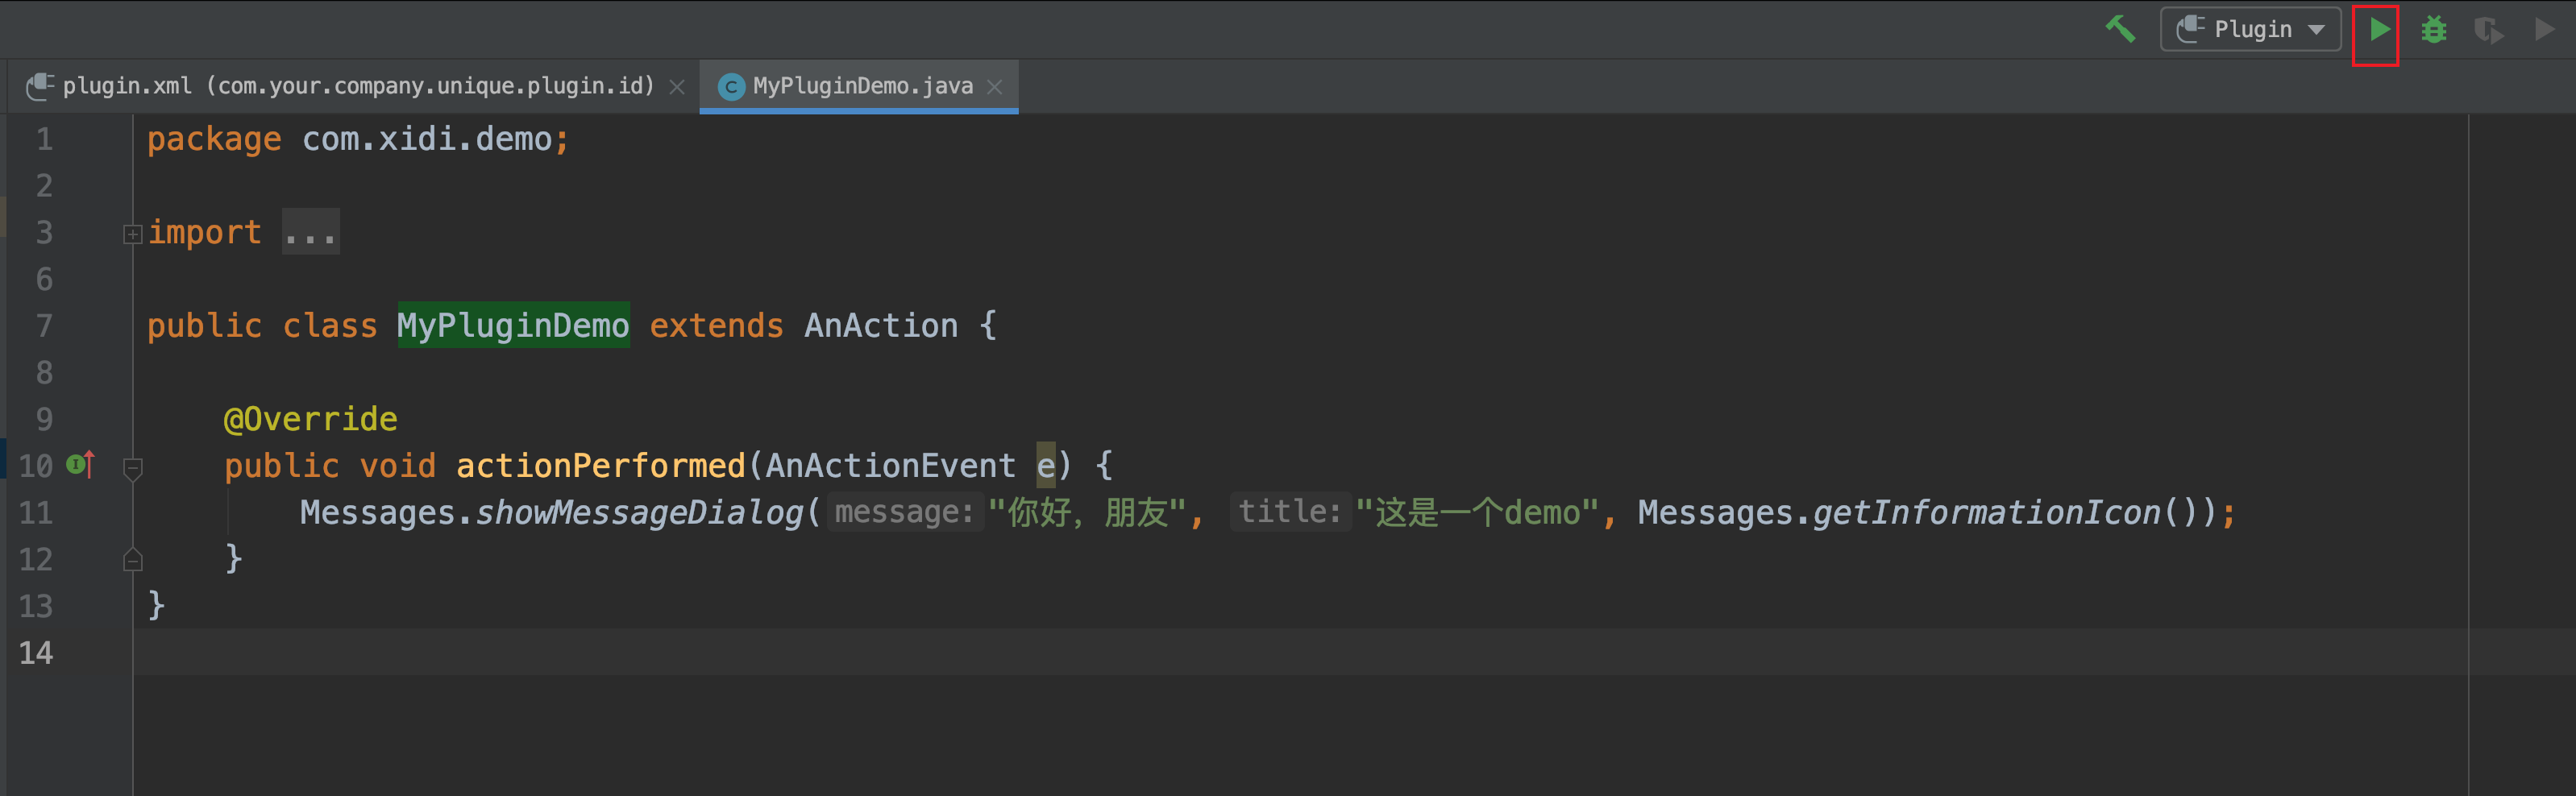 Plugin
plugin.xml (com.your.company.unique.plugin.id)
MyPluginDemo.java
1 package com.xidi.demo;
2
3 import ...
6
7 public class MyPluginDemo extends AnAction {
8
9 @Override
10 public void actionPerformed(AnActionEvent e) {
11 Messages.showMessageDialog( message: "你好，朋友", title: "这是一个demo", Messages.getInformationIcon());
12 }
13 }
14